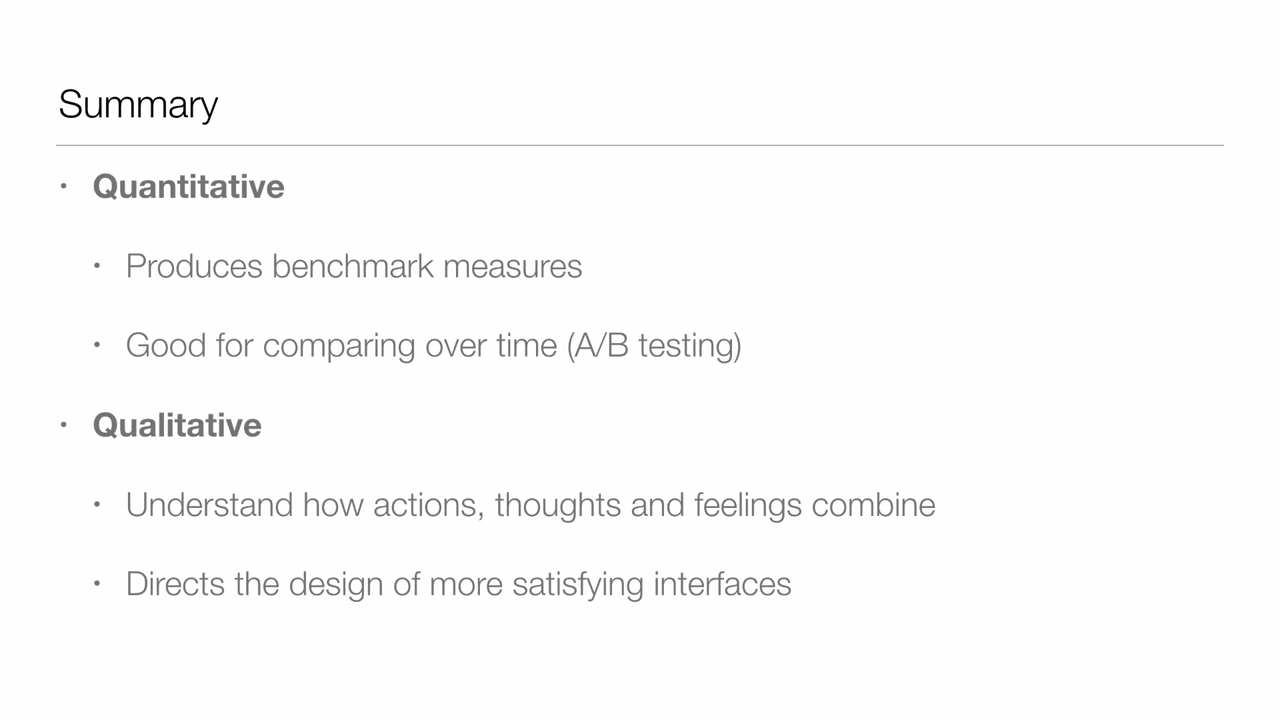 Summary
• Quantitative
• Produces benchmark measures
• Good for comparing over time (A/B testing)
• Qualitative
• Understand how actions, thoughts and feelings combine
• Directs the design of more satisfying interfaces